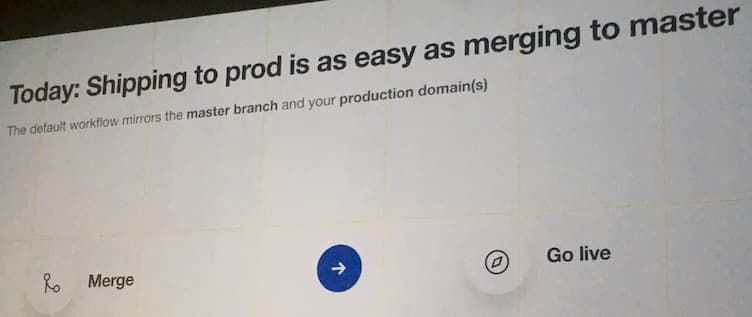 Today: Shipping to prod is as easy as merging to master
The default workflow mirrors the master branch and your production domain(s)
Merge
Go live